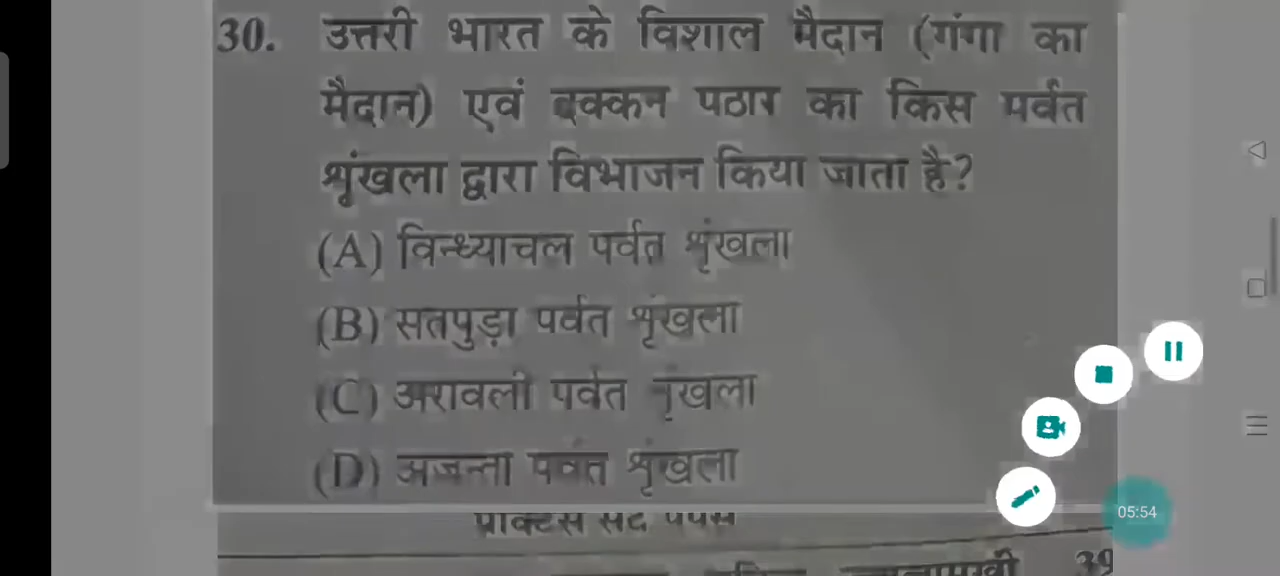 30. उत्तरी भारत के विशाल मैदान (गंगा का
मैदान) एवं दक्कन पठार का किस पर्वत
शृंखला द्वारा विभाजन किया जाता है?
(A) विन्ध्याचल पर्वत शृंखला
(B) सतपुड़ा पर्वत शृंखला
(C) अरावली पर्वत शृंखला
(D) अजन्ता पर्वत शृंखला
05:54
प्रैक्टिस सेट पेपर्स
39